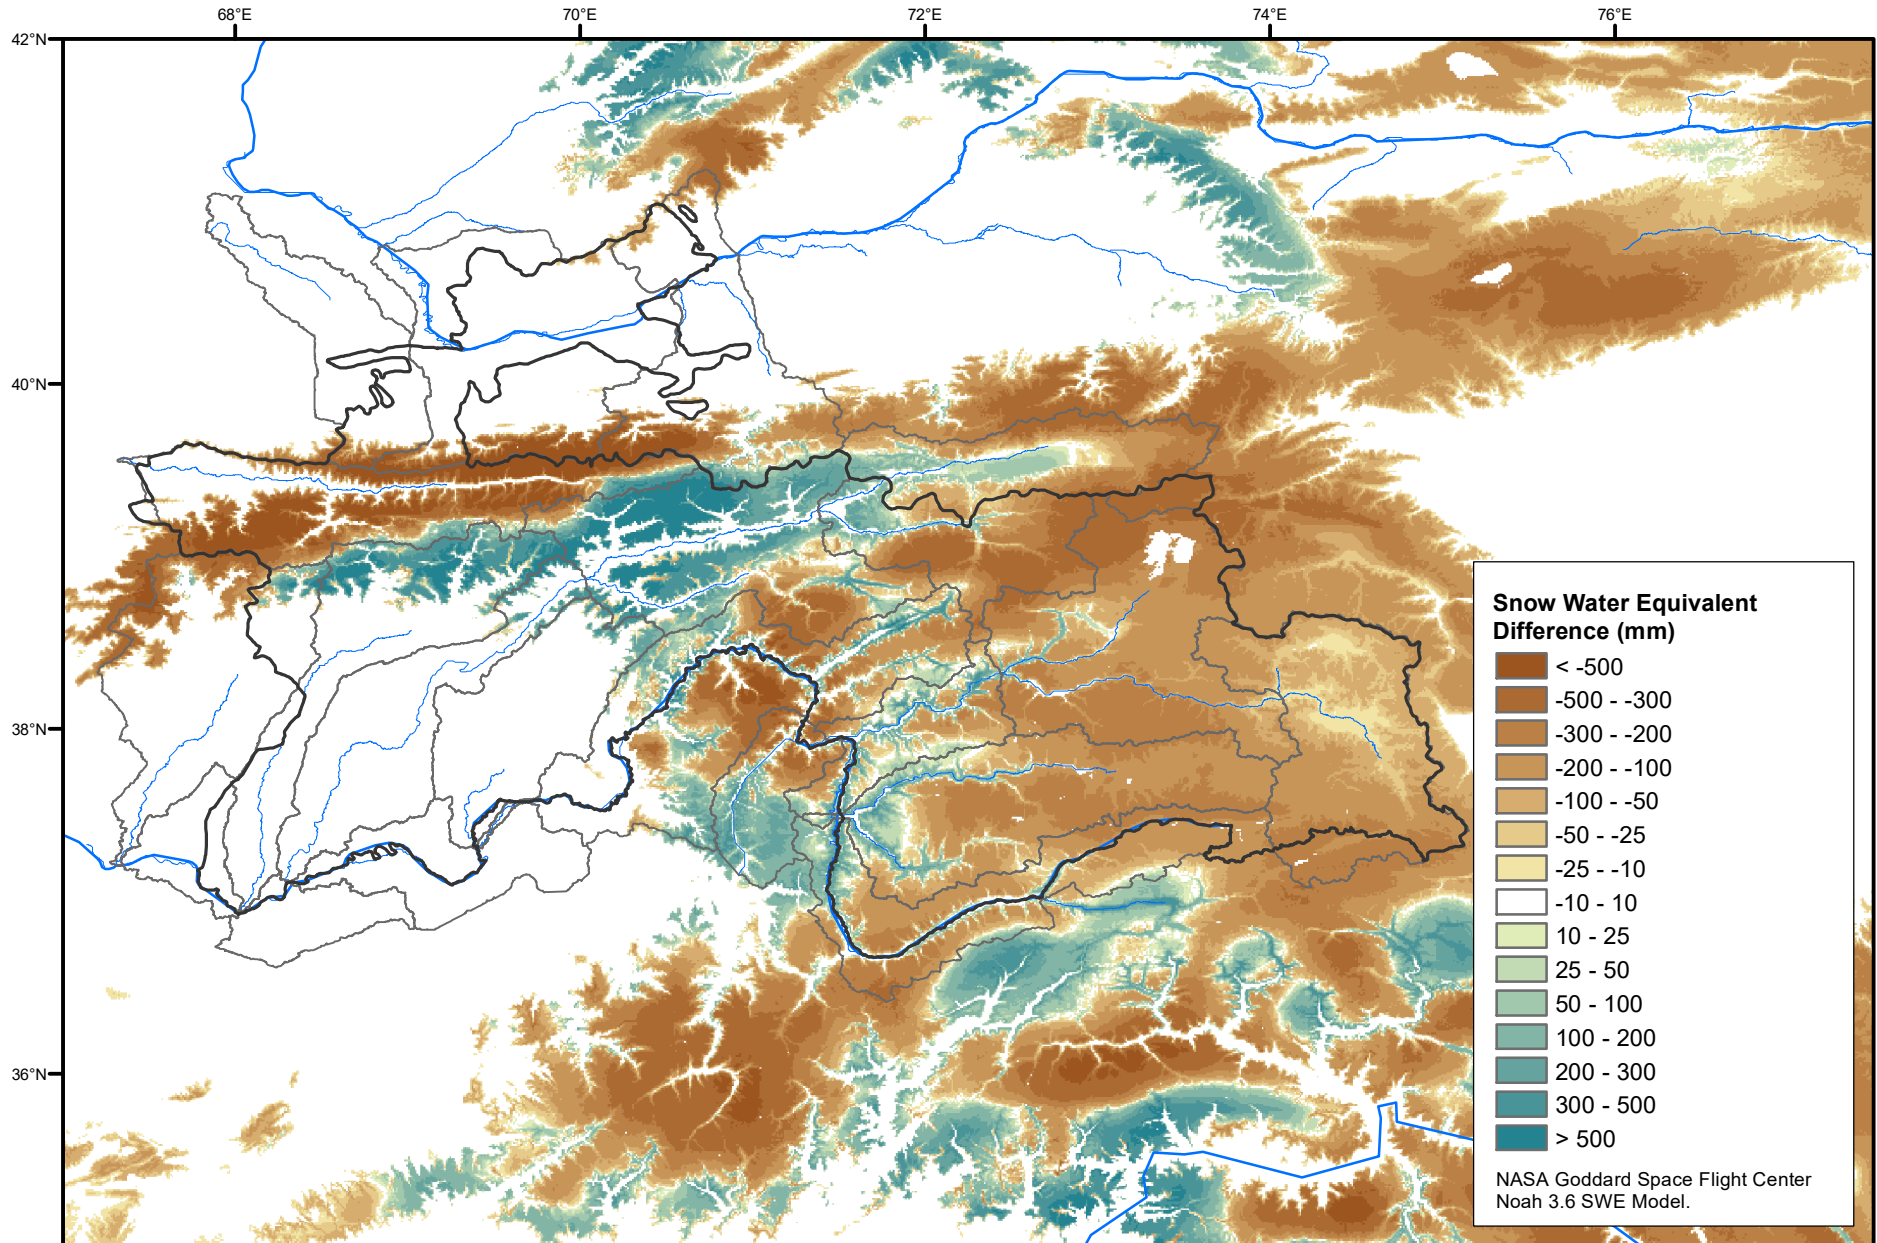 68°E
70°E
72°E
74°E
76°E
42°N
40°N
38°N
36°N
Snow Water Equivalent
Difference (mm)
< -500
-500 - -300
-300 - -200
-200 - -100
-100 - -50
-50 - -25
-25 - -10
-10 - 10
10 - 25
25 - 50
50 - 100
100 - 200
200 - 300
300 - 500
> 500
NASA Goddard Space Flight Center
Noah 3.6 SWE Model.